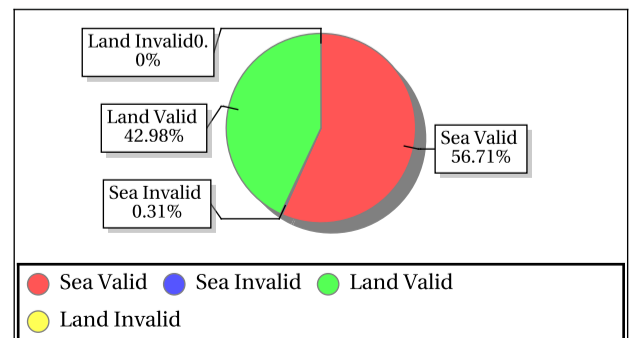 Land Invalid0.
0%
Land Valid
42.98%
Sea Valid
56.71%
Sea Invalid
0.31%
Sea Valid
Sea Invalid
Land Valid
Land Invalid